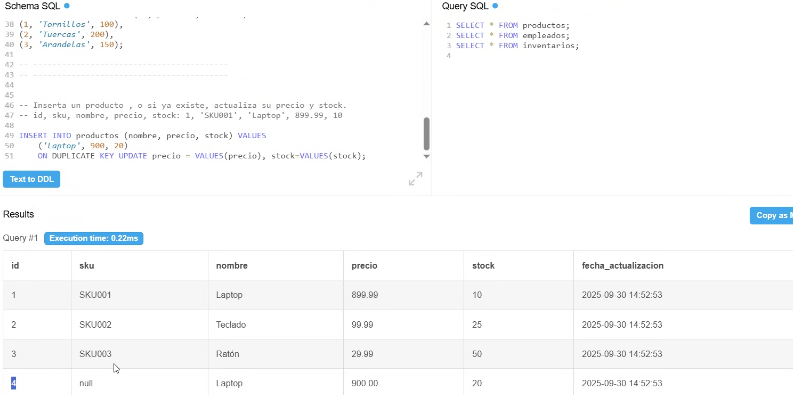 Schema SQL
Query SQL
38 (1, 'Tornillos', 100),
39 (2, 'Tuercas', 200),
40 (3, 'Arandelas', 150);
41
42 -- ---------------------------------------
43 -- ---------------------------------------
44
45
46 -- Inserta un producto , o si ya existe, actualiza su precio y stock.
47 -- id, sku, nombre, precio, stock: 1, 'SKU001', 'Laptop', 899.99, 10
48
49 INSERT INTO productos (nombre, precio, stock) VALUES
50 ('Laptop', 900, 20)
51 ON DUPLICATE KEY UPDATE precio = VALUES(precio), stock=VALUES(stock);
1 SELECT * FROM productos;
2 SELECT * FROM empleados;
3 SELECT * FROM inventarios;
4
Text to DDL
Results
Copy as
Query #1 Execution time: 0.22ms
id sku nombre precio stock fecha_actualizacion
1 SKU001 Laptop 899.99 10 2025-09-30 14:52:53
2 SKU002 Teclado 99.99 25 2025-09-30 14:52:53
3 SKU003 Ratón 29.99 50 2025-09-30 14:52:53
4 null Laptop 900.00 20 2025-09-30 14:52:53